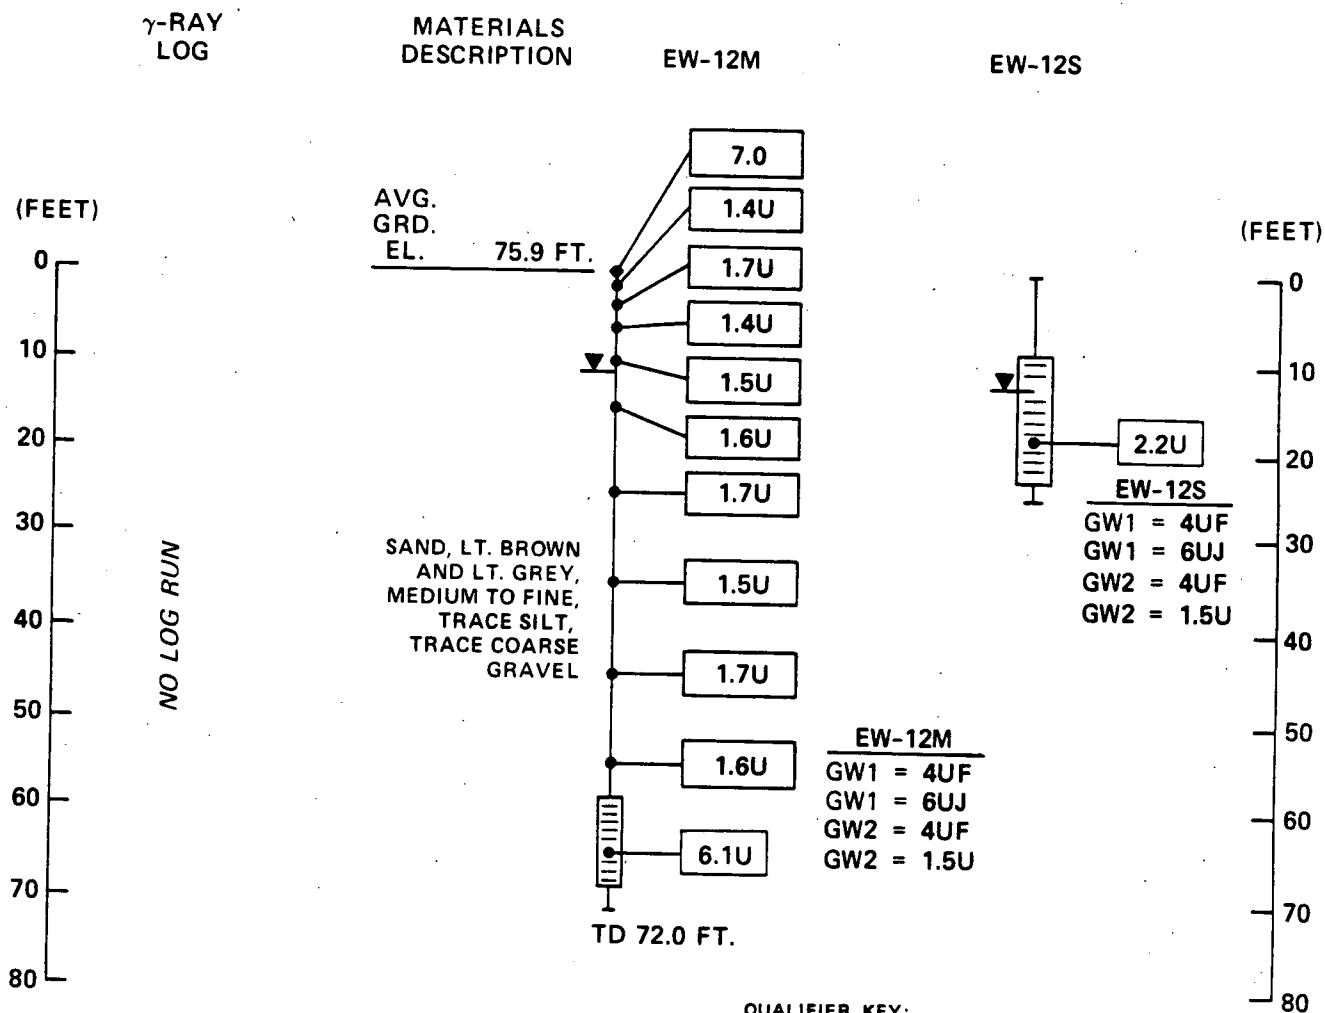 γ-RAY
LOG
MATERIALS
DESCRIPTION
EW-12M
EW-12S
(FEET)
0
10
20
30
40
50
60
70
80
NO LOG RUN
AVG.
GRD.
EL. 75.9 FT.
SAND, LT. BROWN
AND LT. GREY,
MEDIUM TO FINE,
TRACE SILT,
TRACE COARSE
GRAVEL
7.0
1.4U
1.7U
1.4U
1.5U
1.6U
1.7U
1.5U
1.7U
1.6U
6.1U
TD 72.0 FT.
EW-12M
GW1 = 4UF
GW1 = 6UJ
GW2 = 4UF
GW2 = 1.5U
2.2U
EW-12S
GW1 = 4UF
GW1 = 6UJ
GW2 = 4UF
GW2 = 1.5U
(FEET)
0
10
20
30
40
50
60
70
80
QUALIFIER KEY: